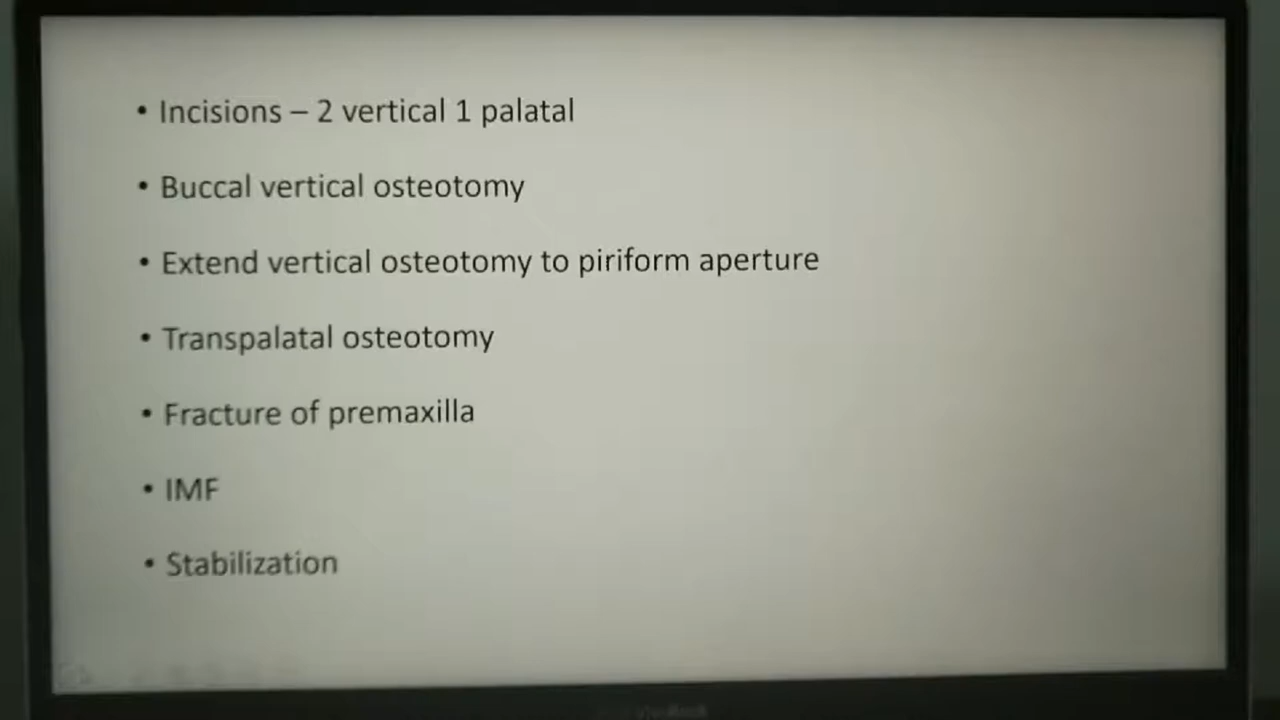 • Incisions – 2 vertical 1 palatal
• Buccal vertical osteotomy
• Extend vertical osteotomy to piriform aperture
• Transpalatal osteotomy
• Fracture of premaxilla
• IMF
• Stabilization